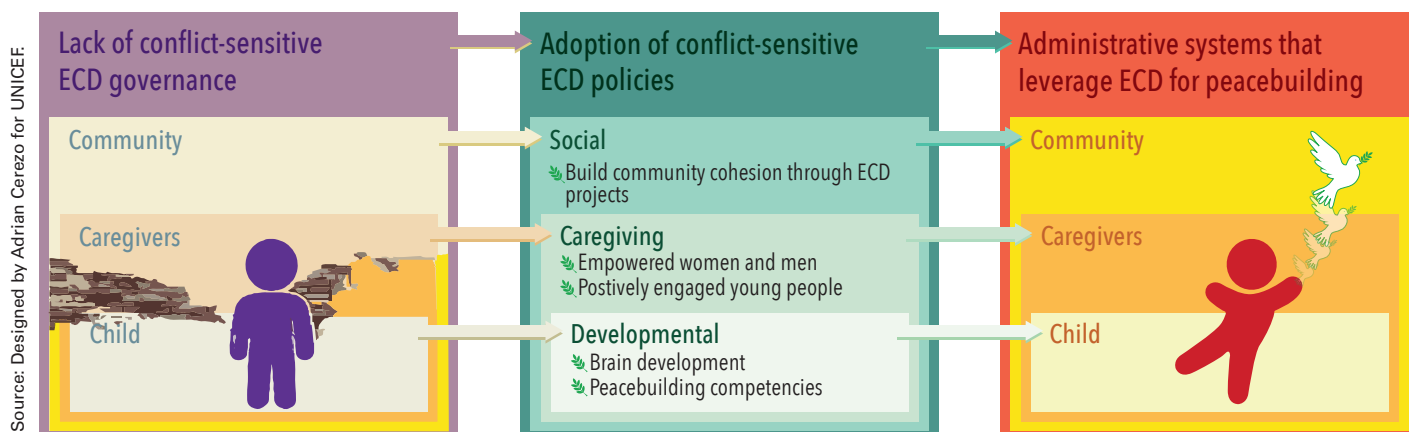 Source: Designed by Adrian Cerezo for UNICEF.
Lack of conflict-sensitive
ECD governance
Community
Caregivers
Child
Adoption of conflict-sensitive
ECD policies
Social
Build community cohesion through ECD
projects
Caregiving
Empowered women and men
Postively engaged young people
Developmental
Brain development
Peacebuilding competencies
Administrative systems that
leverage ECD for peacebuilding
Community
Caregivers
Child